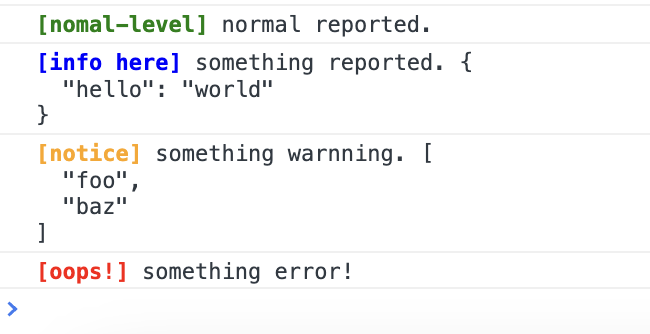 [nomal-level] normal reported.
[info here] something reported. {
  "hello": "world"
}
[notice] something warnning. [
  "foo",
  "baz"
]
[oops!] something error!
>